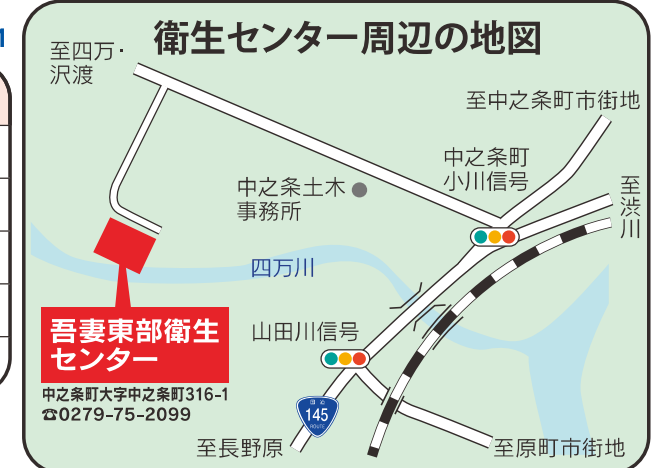 衛生センター周辺の地図
至四万・
沢渡
至中之条町市街地
中之条町
小川信号
至渋川
中之条土木
事務所
四万川
吾妻東部衛生
センター
中之条町大字中之条町316-1
☎0279-75-2099
山田川信号
国道
145
ROUTE
至長野原
至原町市街地